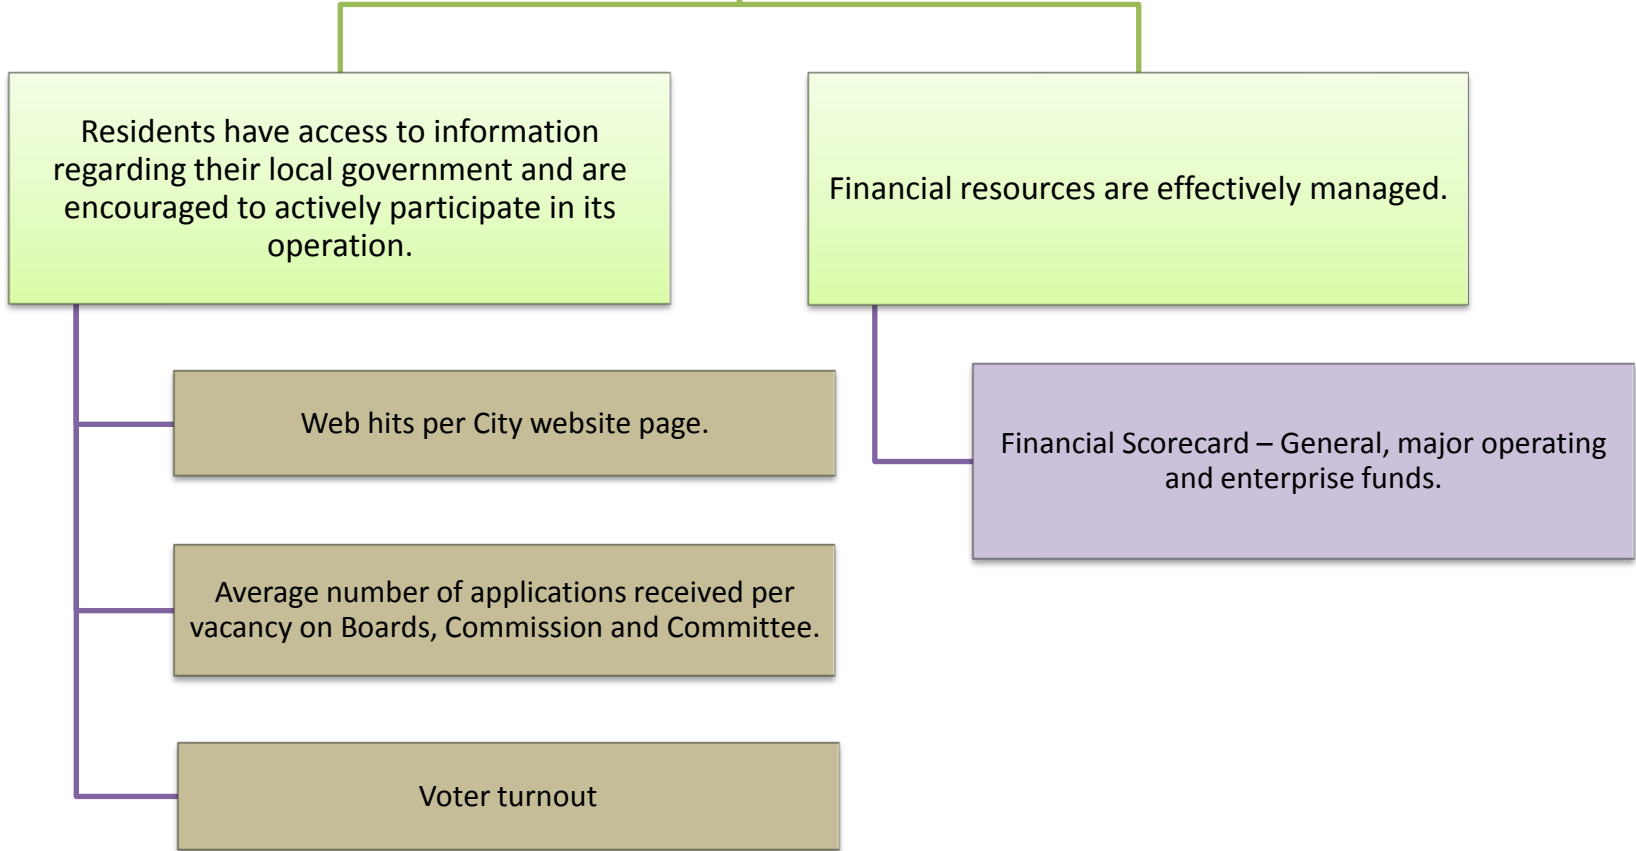 Residents have access to information
regarding their local government and are
encouraged to actively participate in its
operation.
Web hits per City website page.
Average number of applications received per
vacancy on Boards, Commission and Committee.
Voter turnout
Financial resources are effectively managed.
Financial Scorecard – General, major operating
and enterprise funds.